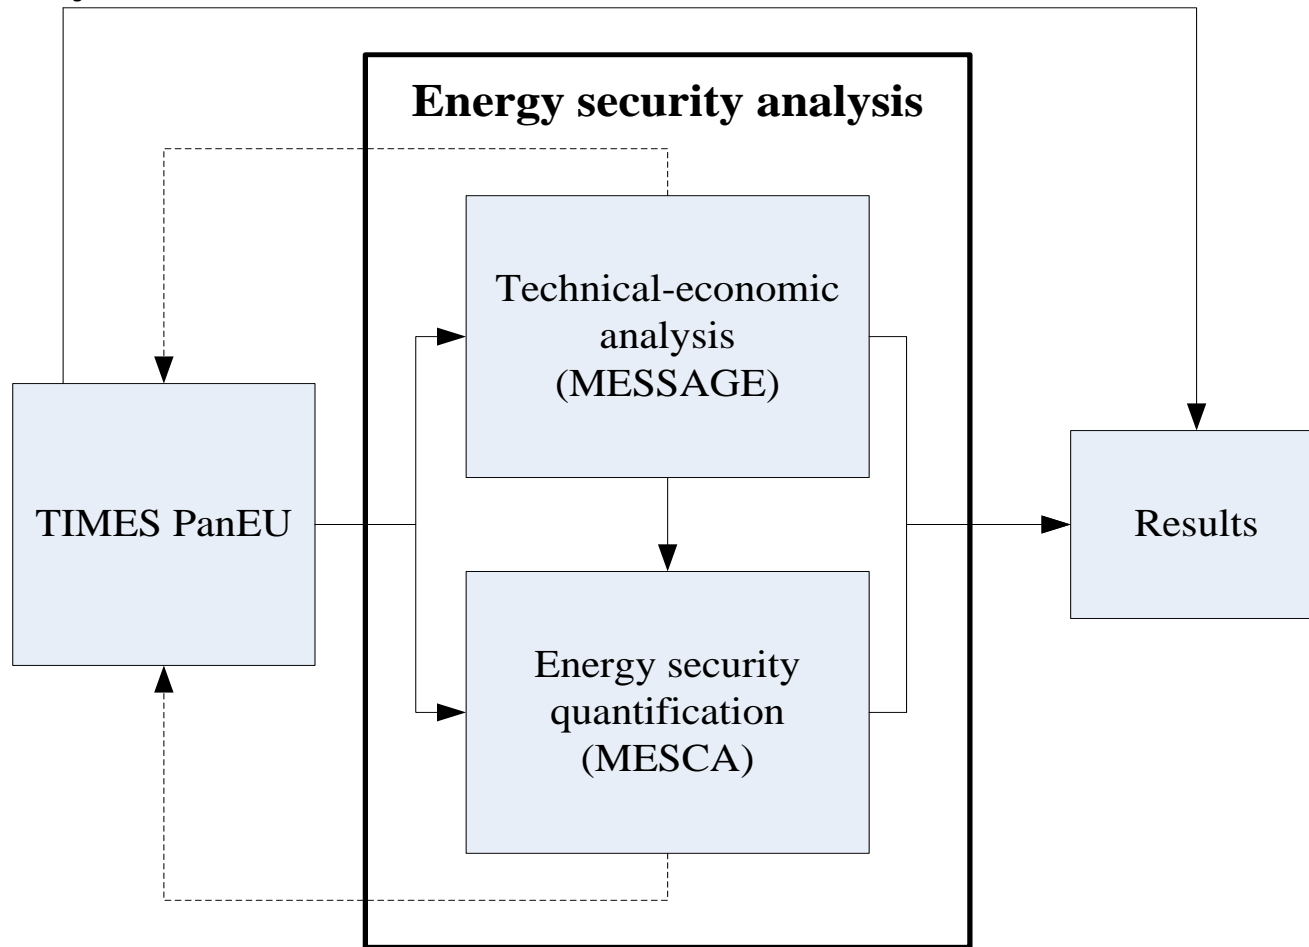 Energy security analysis
Technical-economic
analysis
(MESSAGE)
TIMES PanEU
Results
Energy security
quantification
(MESCA)